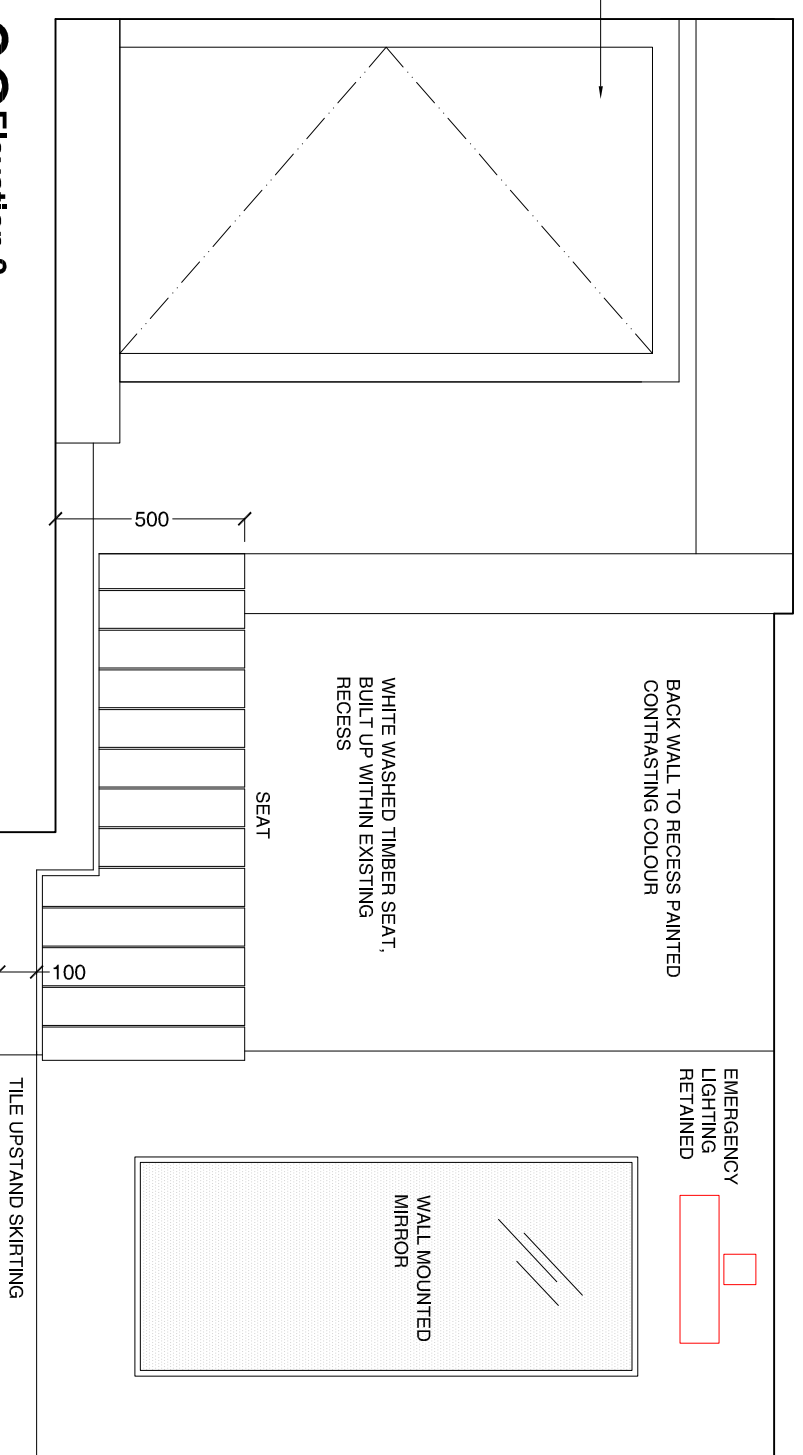 BACK WALL TO RECESS PAINTED
CONTRASTING COLOUR
EMERGENCY
LIGHTING
RETAINED
WHITE WASHED TIMBER SEAT,
BUILT UP WITHIN EXISTING
RECESS
WALL MOUNTED
MIRROR
SEAT
500
100
TILE UPSTAND SKIRTING